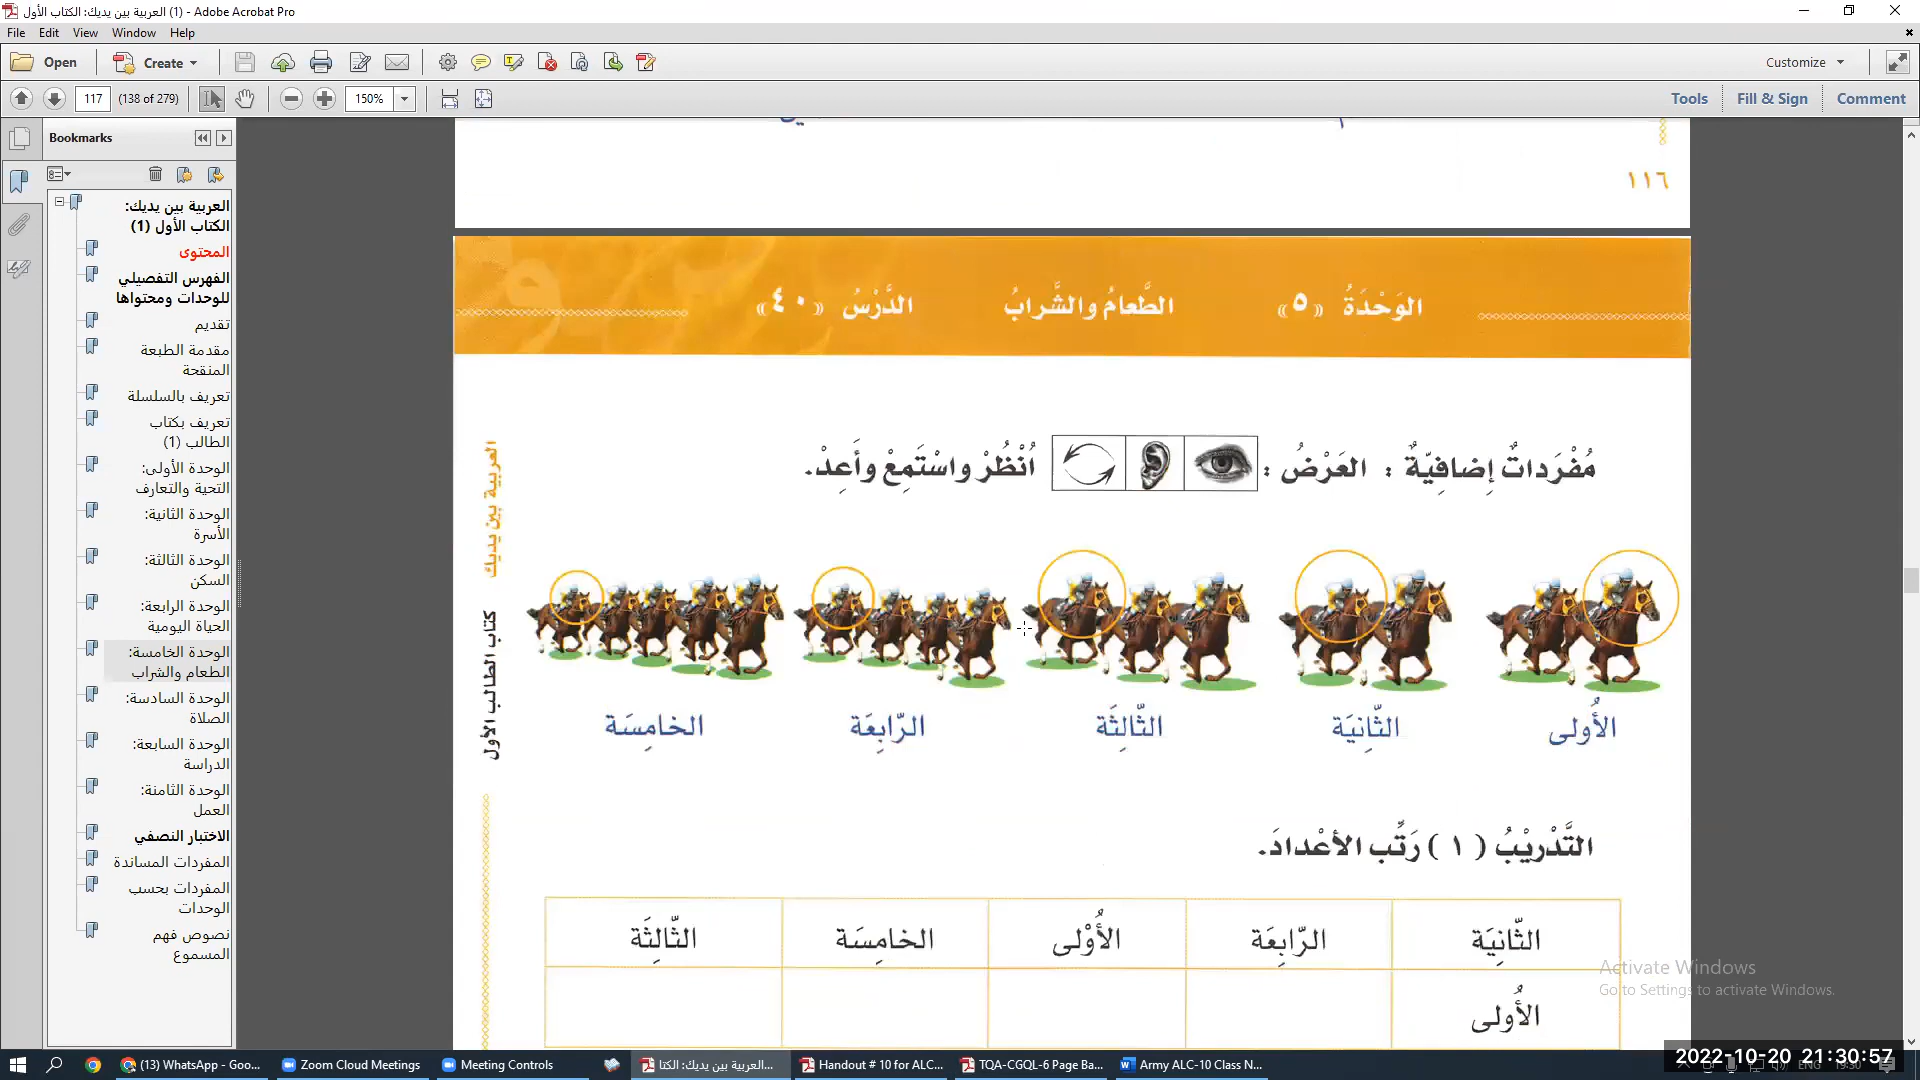 العربية بين يديك: الكتاب الأول (1) - Adobe Acrobat Pro
File Edit View Window Help
Open Create Customize
117 (138 of 279) 150% Tools Fill & Sign Comment
Bookmarks
العربية بين يديك:
الكتاب الأول (1)
المحتوى
الفهرس التفصيلي
للوحدات ومحتواها
تقديم
مقدمة الطبعة
المنقحة
تعريف بالسلسلة
تعريف بكتاب
الطالب (1)
الوحدة الأولى:
التحية والتعارف
الوحدة الثانية:
الأسرة
الوحدة الثالثة:
السكن
الوحدة الرابعة:
الحياة اليومية
الوحدة الخامسة:
الطعام والشراب
الوحدة السادسة:
الصلاة
الوحدة السابعة:
الدراسة
الوحدة الثامنة:
العمل
الاختبار النصفي
المفردات المساندة
المفردات بحسب
الوحدات
نصوص فهم
المسموع
١١٦
الوَحْدَةُ «٥» الطَّعامُ والشَّرابُ الدَّرْسُ «٤٠»
مُفْرَداتٌ إِضافِيّةٌ : العَرْضُ : اُنْظُرْ واسْتَمِعْ وأَعِدْ.
العربية بين يديك
كتاب الطالب الأول
الأُولى الثّانِيَة الثّالِثَة الرّابِعَة الخامِسَة
التَّدْرِيْبُ ( ١ ) رَتِّب الأعْدادَ.
الثّانِيَة الرّابِعَة الأُوْلى الخامِسَة الثّالِثَة
الأُولى
Activate Windows
Go to Settings to activate Windows.
(13) WhatsApp - Goo... Zoom Cloud Meetings Meeting Controls العربية بين يديك: الكتا... Handout # 10 for ALC... TQA-CGQL-6 Page Ba... Army ALC-10 Class N...
2022-10-20 21:30:57